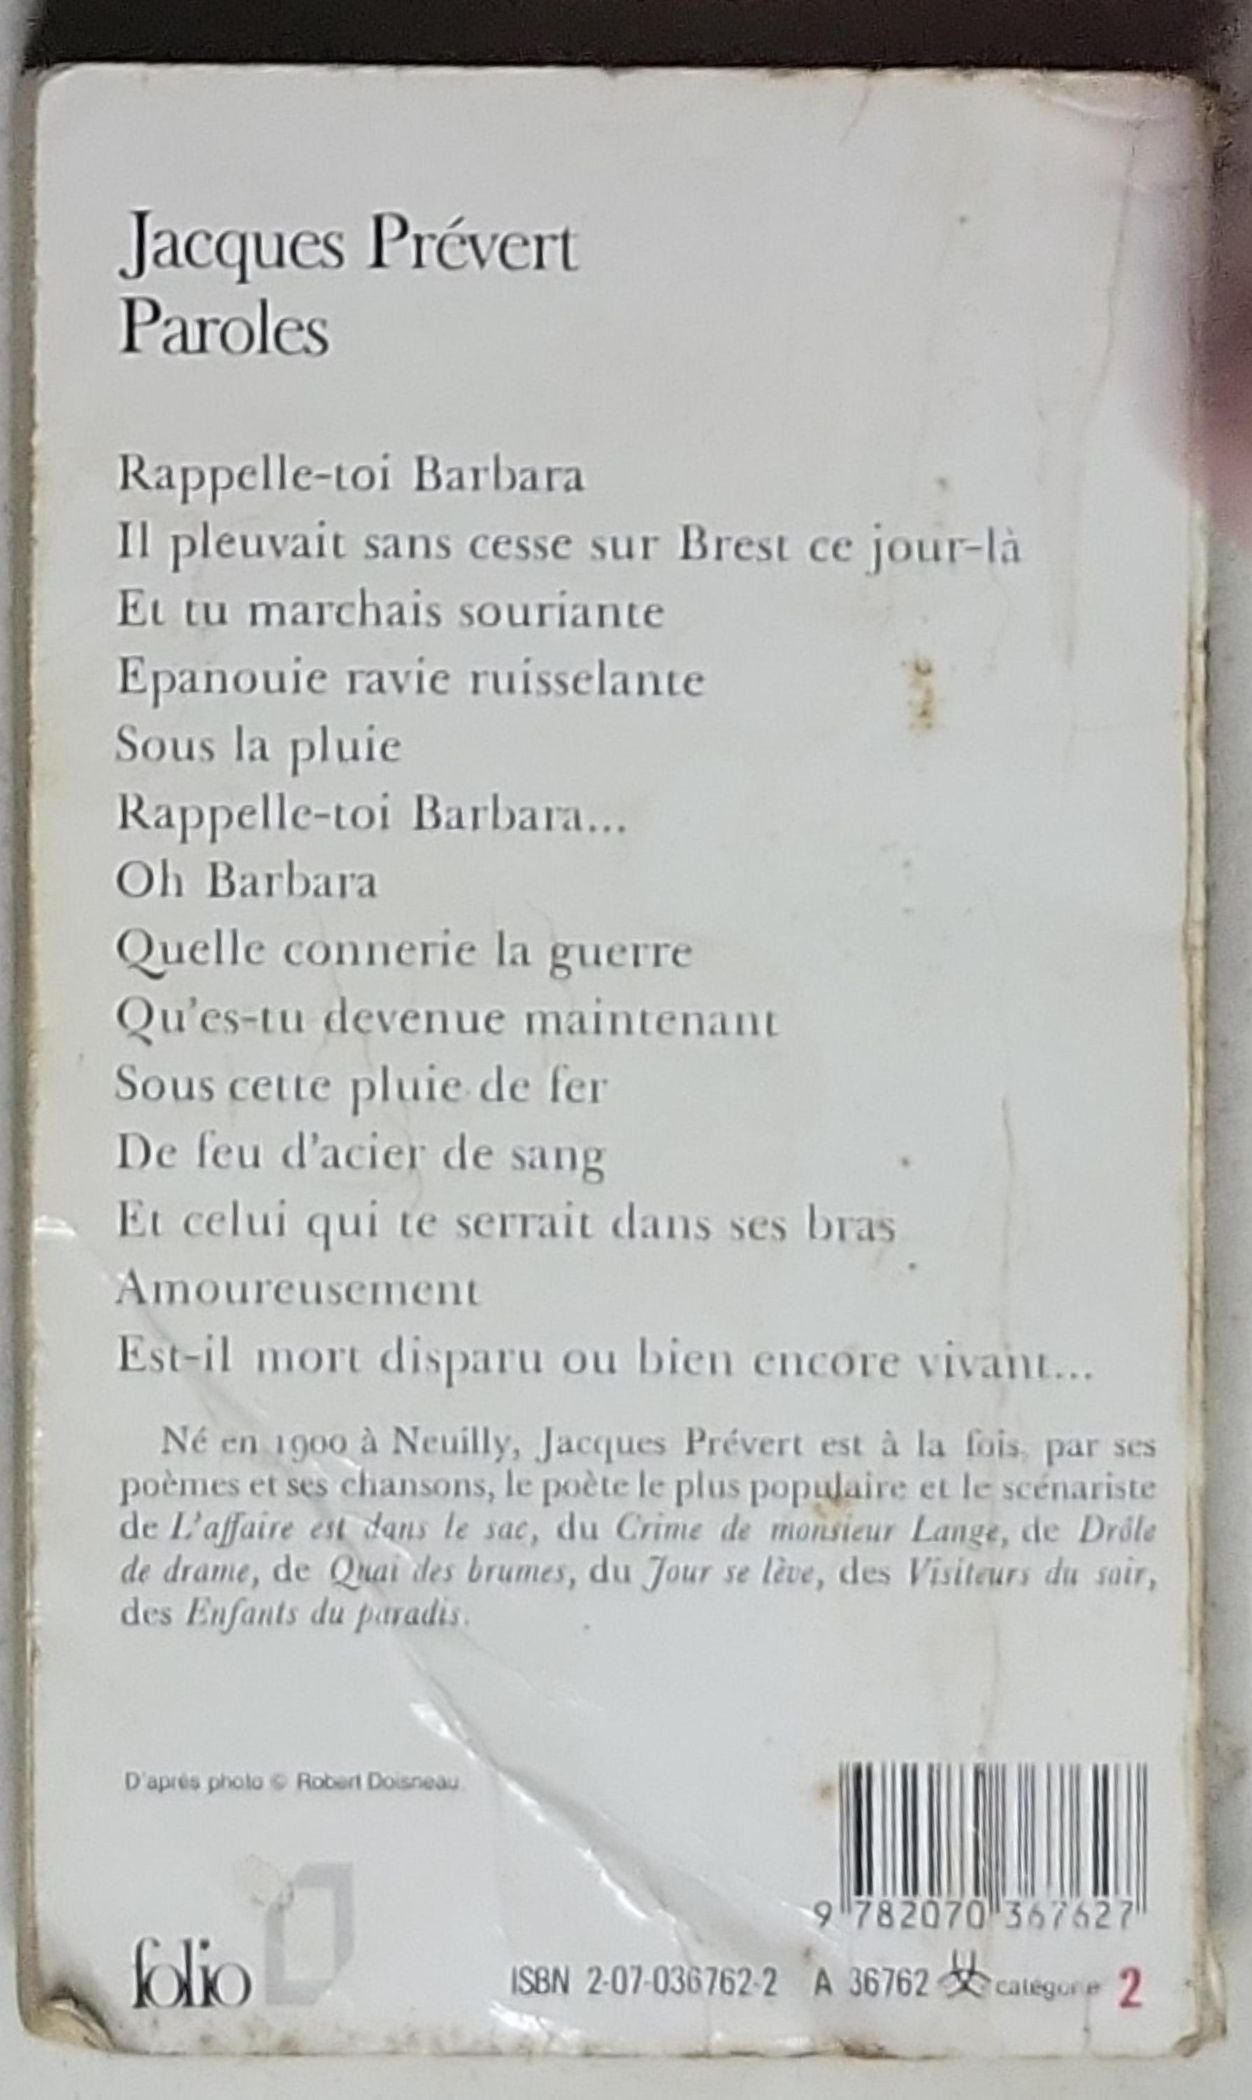 Jacques Prévert
Paroles
Rappelle-toi Barbara
Il pleuvait sans cesse sur Brest ce jour-là
Et tu marchais souriante
Epanouie ravie ruisselante
Sous la pluie
Rappelle-toi Barbara...
Oh Barbara
Quelle connerie la guerre
Qu'es-tu devenue maintenant
Sous cette pluie de fer
De feu d'acier de sang
Et celui qui te serrait dans ses bras
Amoureusement
Est-il mort disparu ou bien encore vivant...
Né en 1900 à Neuilly, Jacques Prévert est à la fois, par ses
poèmes et ses chansons, le poète le plus populaire et le scénariste
de L'affaire est dans le sac, du Crime de monsieur Lange, de Drôle
de drame, de Quai des brumes, du Jour se lève, des Visiteurs du soir,
des Enfants du paradis.
D'après photo © Robert Doisneau.
9 782070 367627
folio
ISBN 2-07-036762-2 A 36762 catégorie 2